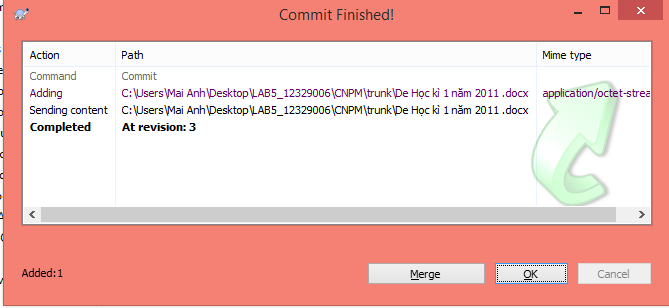 Commit Finished!
Action Path Mime type
Command Commit
Adding C:\Users\Mai Anh\Desktop\LAB5_12329006\CNPM\trunk\De Học kì 1 năm 2011 .docx application/octet-strea
Sending content C:\Users\Mai Anh\Desktop\LAB5_12329006\CNPM\trunk\De Học kì 1 năm 2011 .docx
Completed At revision: 3
Added:1 Merge OK Cancel